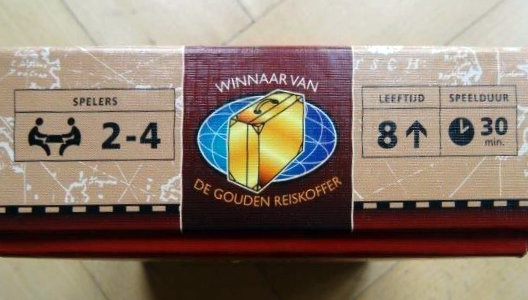 SPELERS
2-4
WINNAAR VAN
DE GOUDEN REISKOFFER
LEEFTIJD
8
SPEELDUUR
30
min.